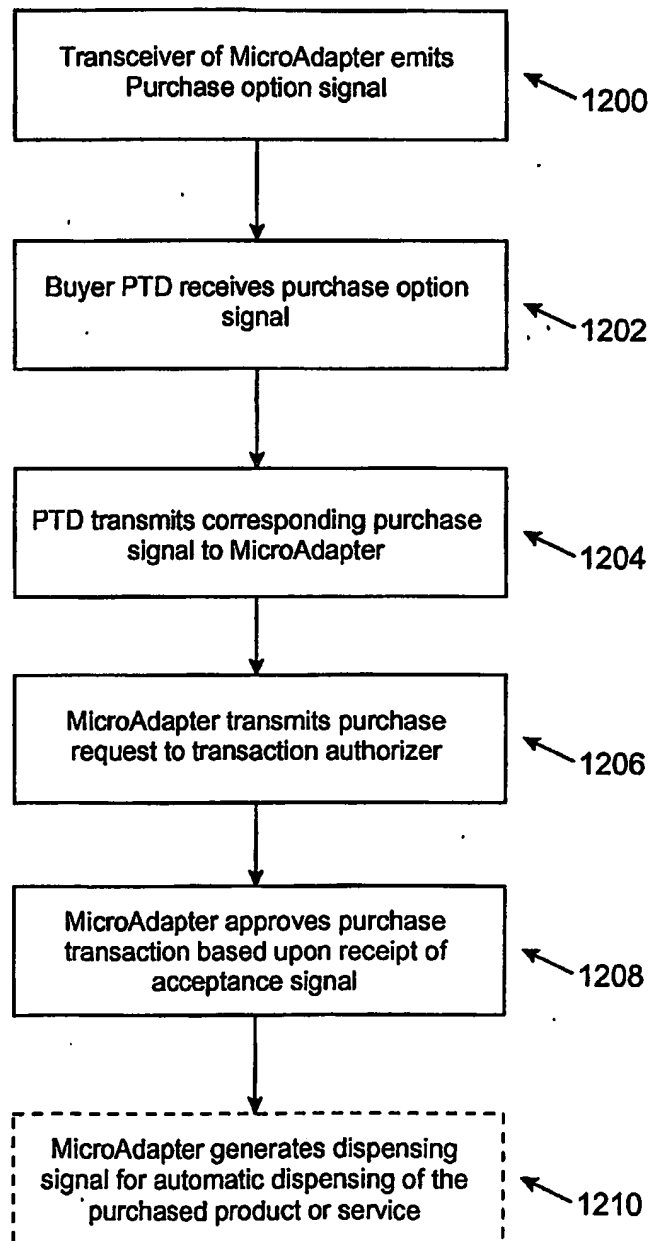 Transceiver of MicroAdapter emits
Purchase option signal
1200
Buyer PTD receives purchase option
signal
1202
PTD transmits corresponding purchase
signal to MicroAdapter
1204
MicroAdapter transmits purchase
request to transaction authorizer
1206
MicroAdapter approves purchase
transaction based upon receipt of
acceptance signal
1208
MicroAdapter generates dispensing
signal for automatic dispensing of the
purchased product or service
1210